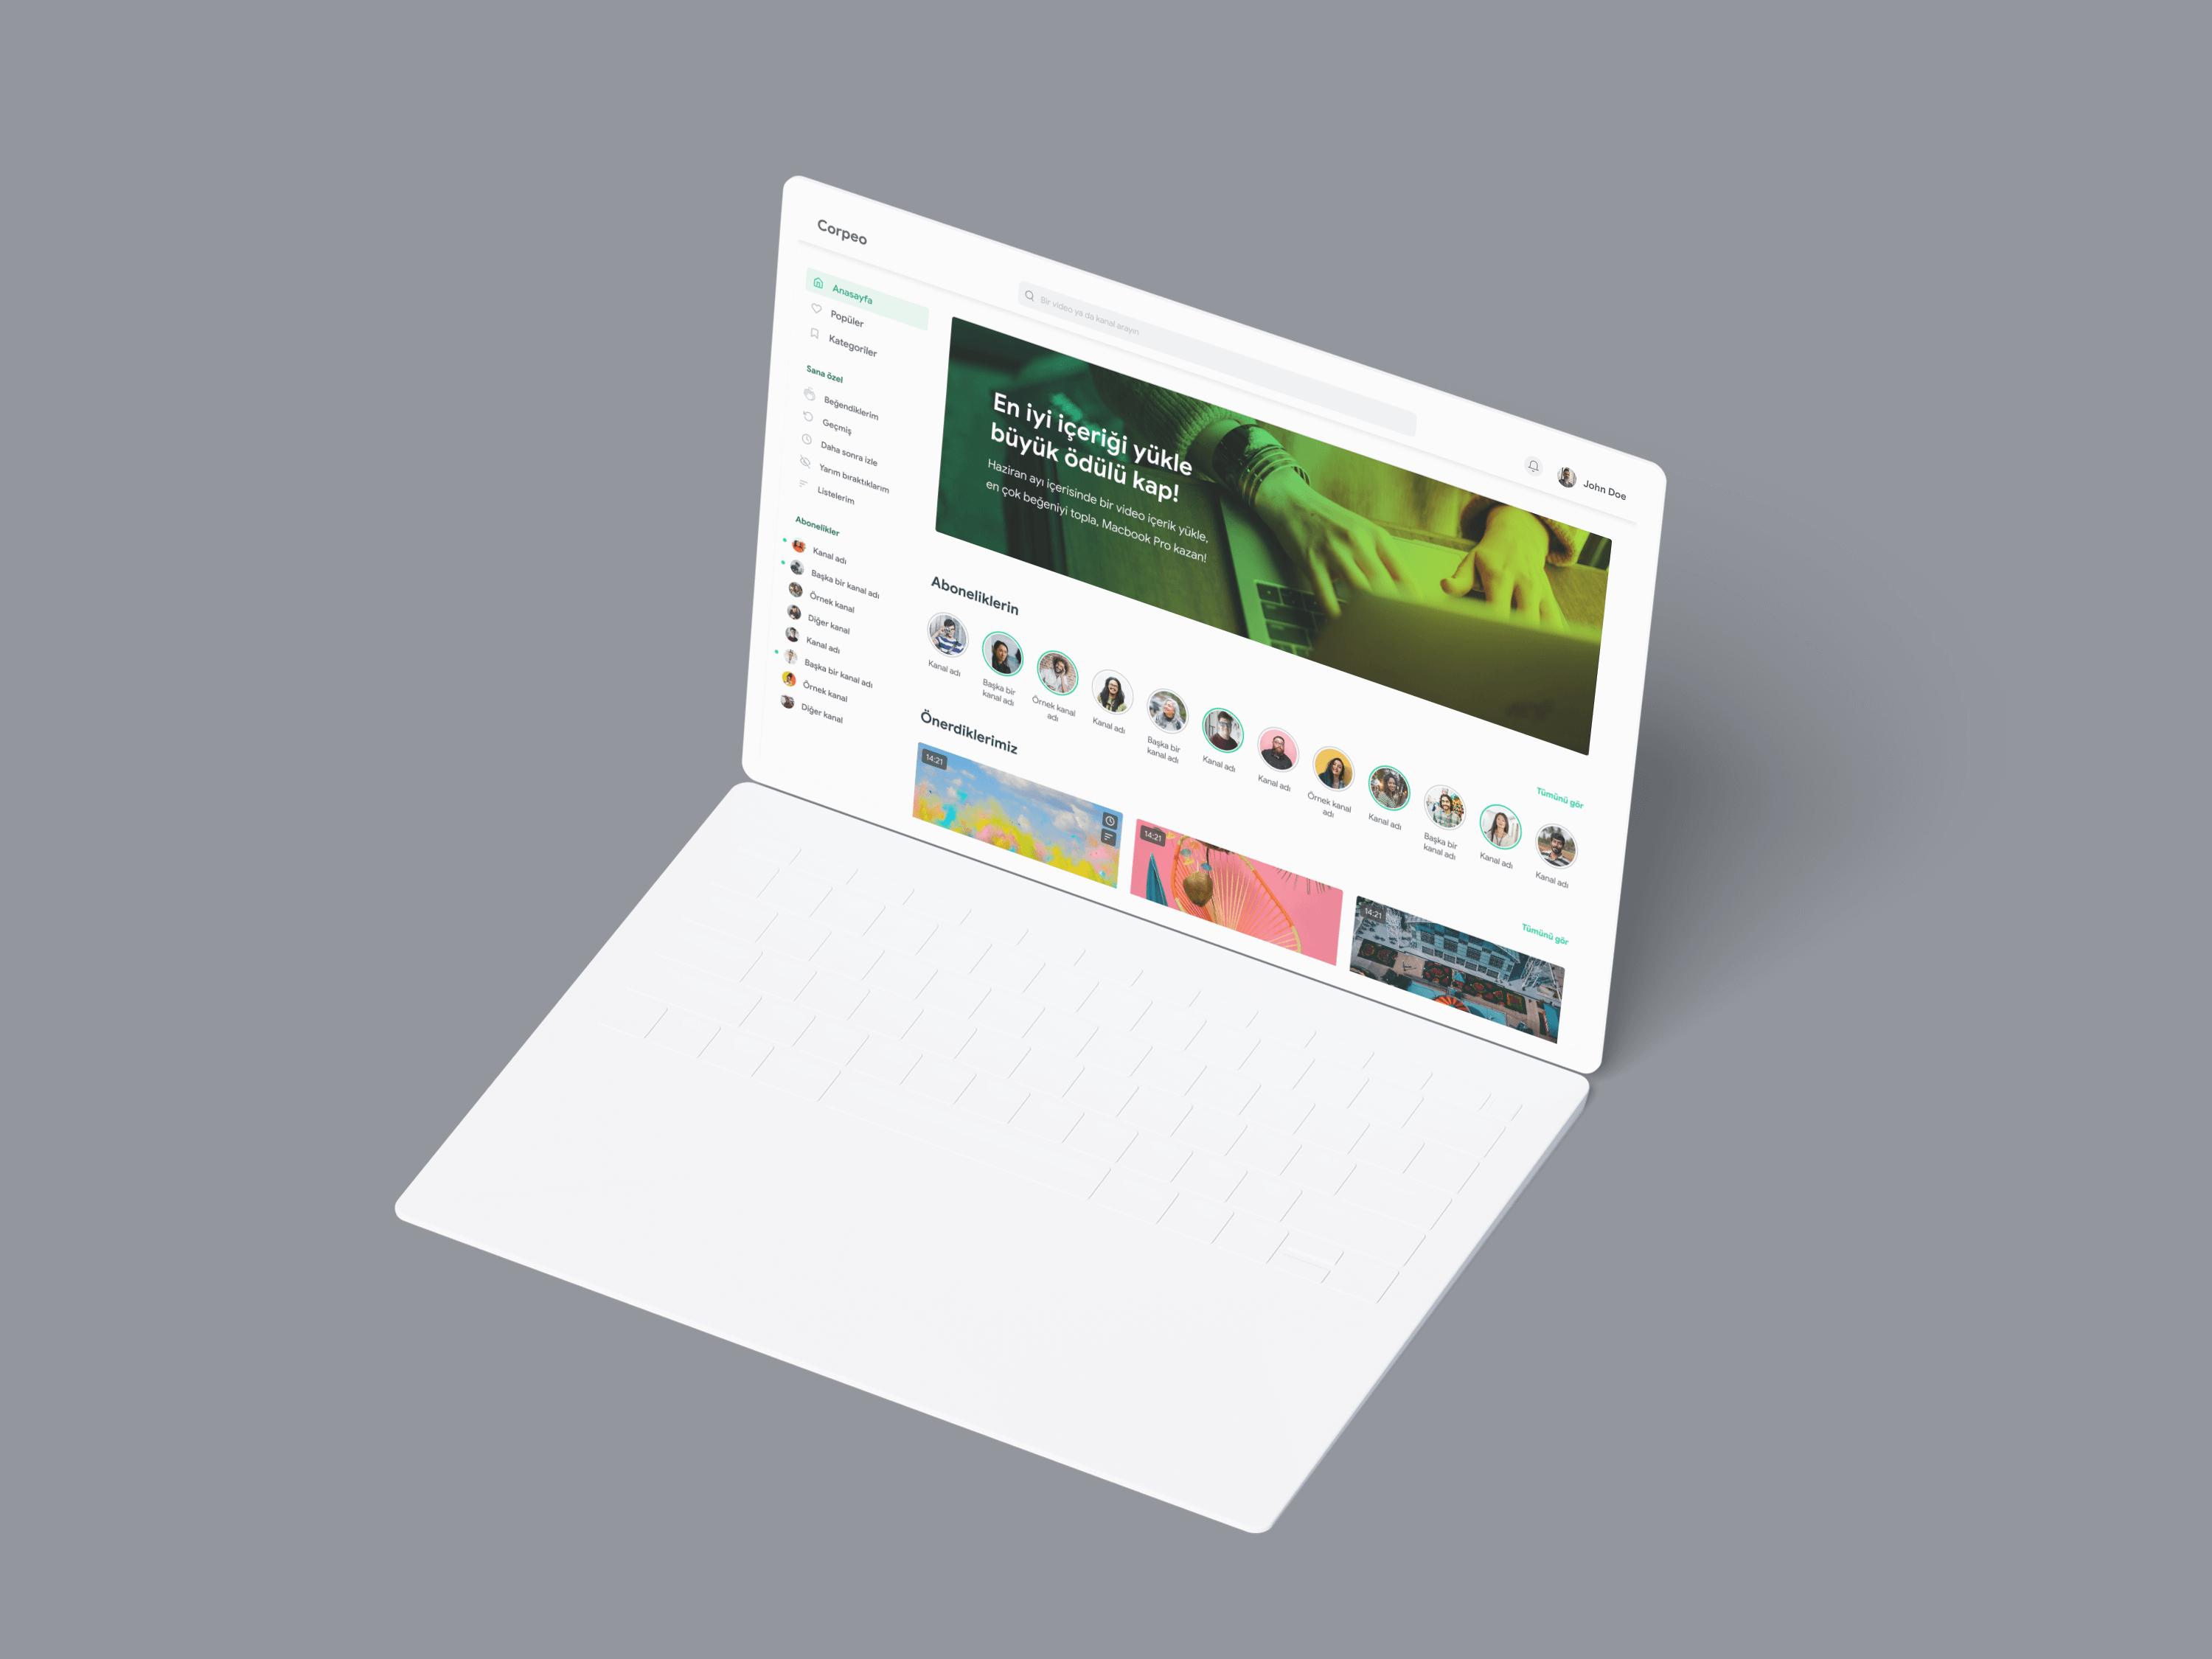 Corpeo
Bir video ya da kanal arayın
John Doe
Anasayfa
Popüler
Kategoriler
Sana özel
Beğendiklerim
Geçmiş
Daha sonra izle
Yarım bıraktıklarım
Listelerim
Abonelikler
Kanal adı
Başka bir kanal adı
Örnek kanal
Diğer kanal
Kanal adı
Başka bir kanal adı
Örnek kanal
Diğer kanal
En iyi içeriği yükle
büyük ödülü kap!
Haziran ayı içerisinde bir video içerik yükle,
en çok beğeniyi topla, Macbook Pro kazan!
Aboneliklerin
Tümünü gör
Kanal adı
Başka bir
kanal adı
Örnek kanal
adı
Kanal adı
Başka bir
kanal adı
Kanal adı
Kanal adı
Örnek kanal
adı
Kanal adı
Başka bir
kanal adı
Kanal adı
Kanal adı
Önerdiklerimiz
Tümünü gör
14:21
14:21
14:21